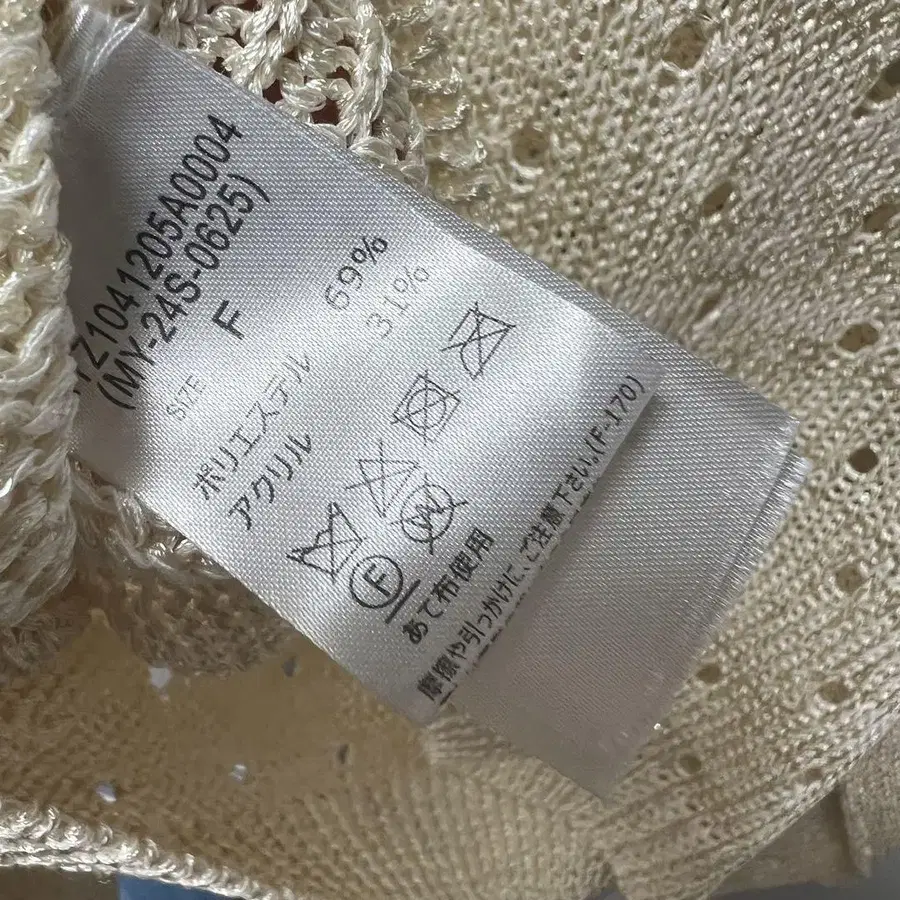 Z1041205A0004
(MY-24S-0625)
SIZE F
ポリエステル 69%
アクリル 31%
F
W
あて布使用
摩擦や引っかけに、ご注意下さい。(F-170)